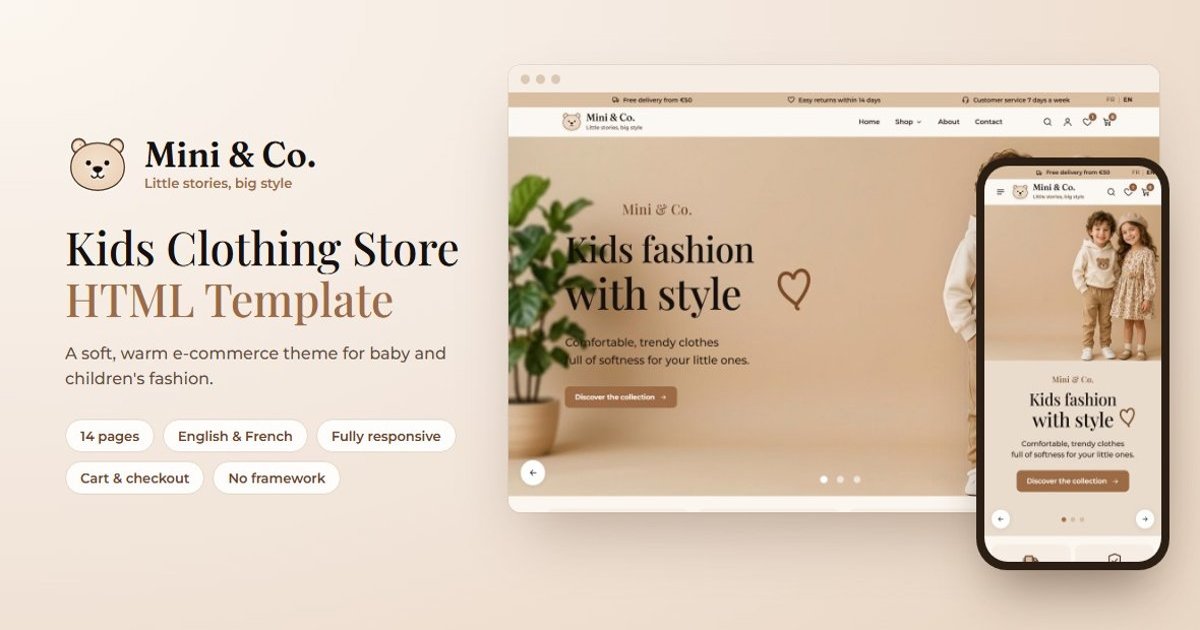 Mini & Co.
Little stories, big style
Kids Clothing Store
HTML Template
A soft, warm e-commerce theme for baby and
children's fashion.
14 pages
English & French
Fully responsive
Cart & checkout
No framework
Free delivery from €50
Easy returns within 14 days
Customer service 7 days a week
FR | EN
Mini & Co.
Little stories, big style
Home
Shop
About
Contact
Mini & Co.
Kids fashion
with style
Comfortable, trendy clothes
full of softness for your little ones.
Discover the collection →
Free delivery from €50
FR
Mini & Co.
Little stories, big style
Mini & Co.
Kids fashion
with style
Comfortable, trendy clothes
full of softness for your little ones.
Discover the collection →